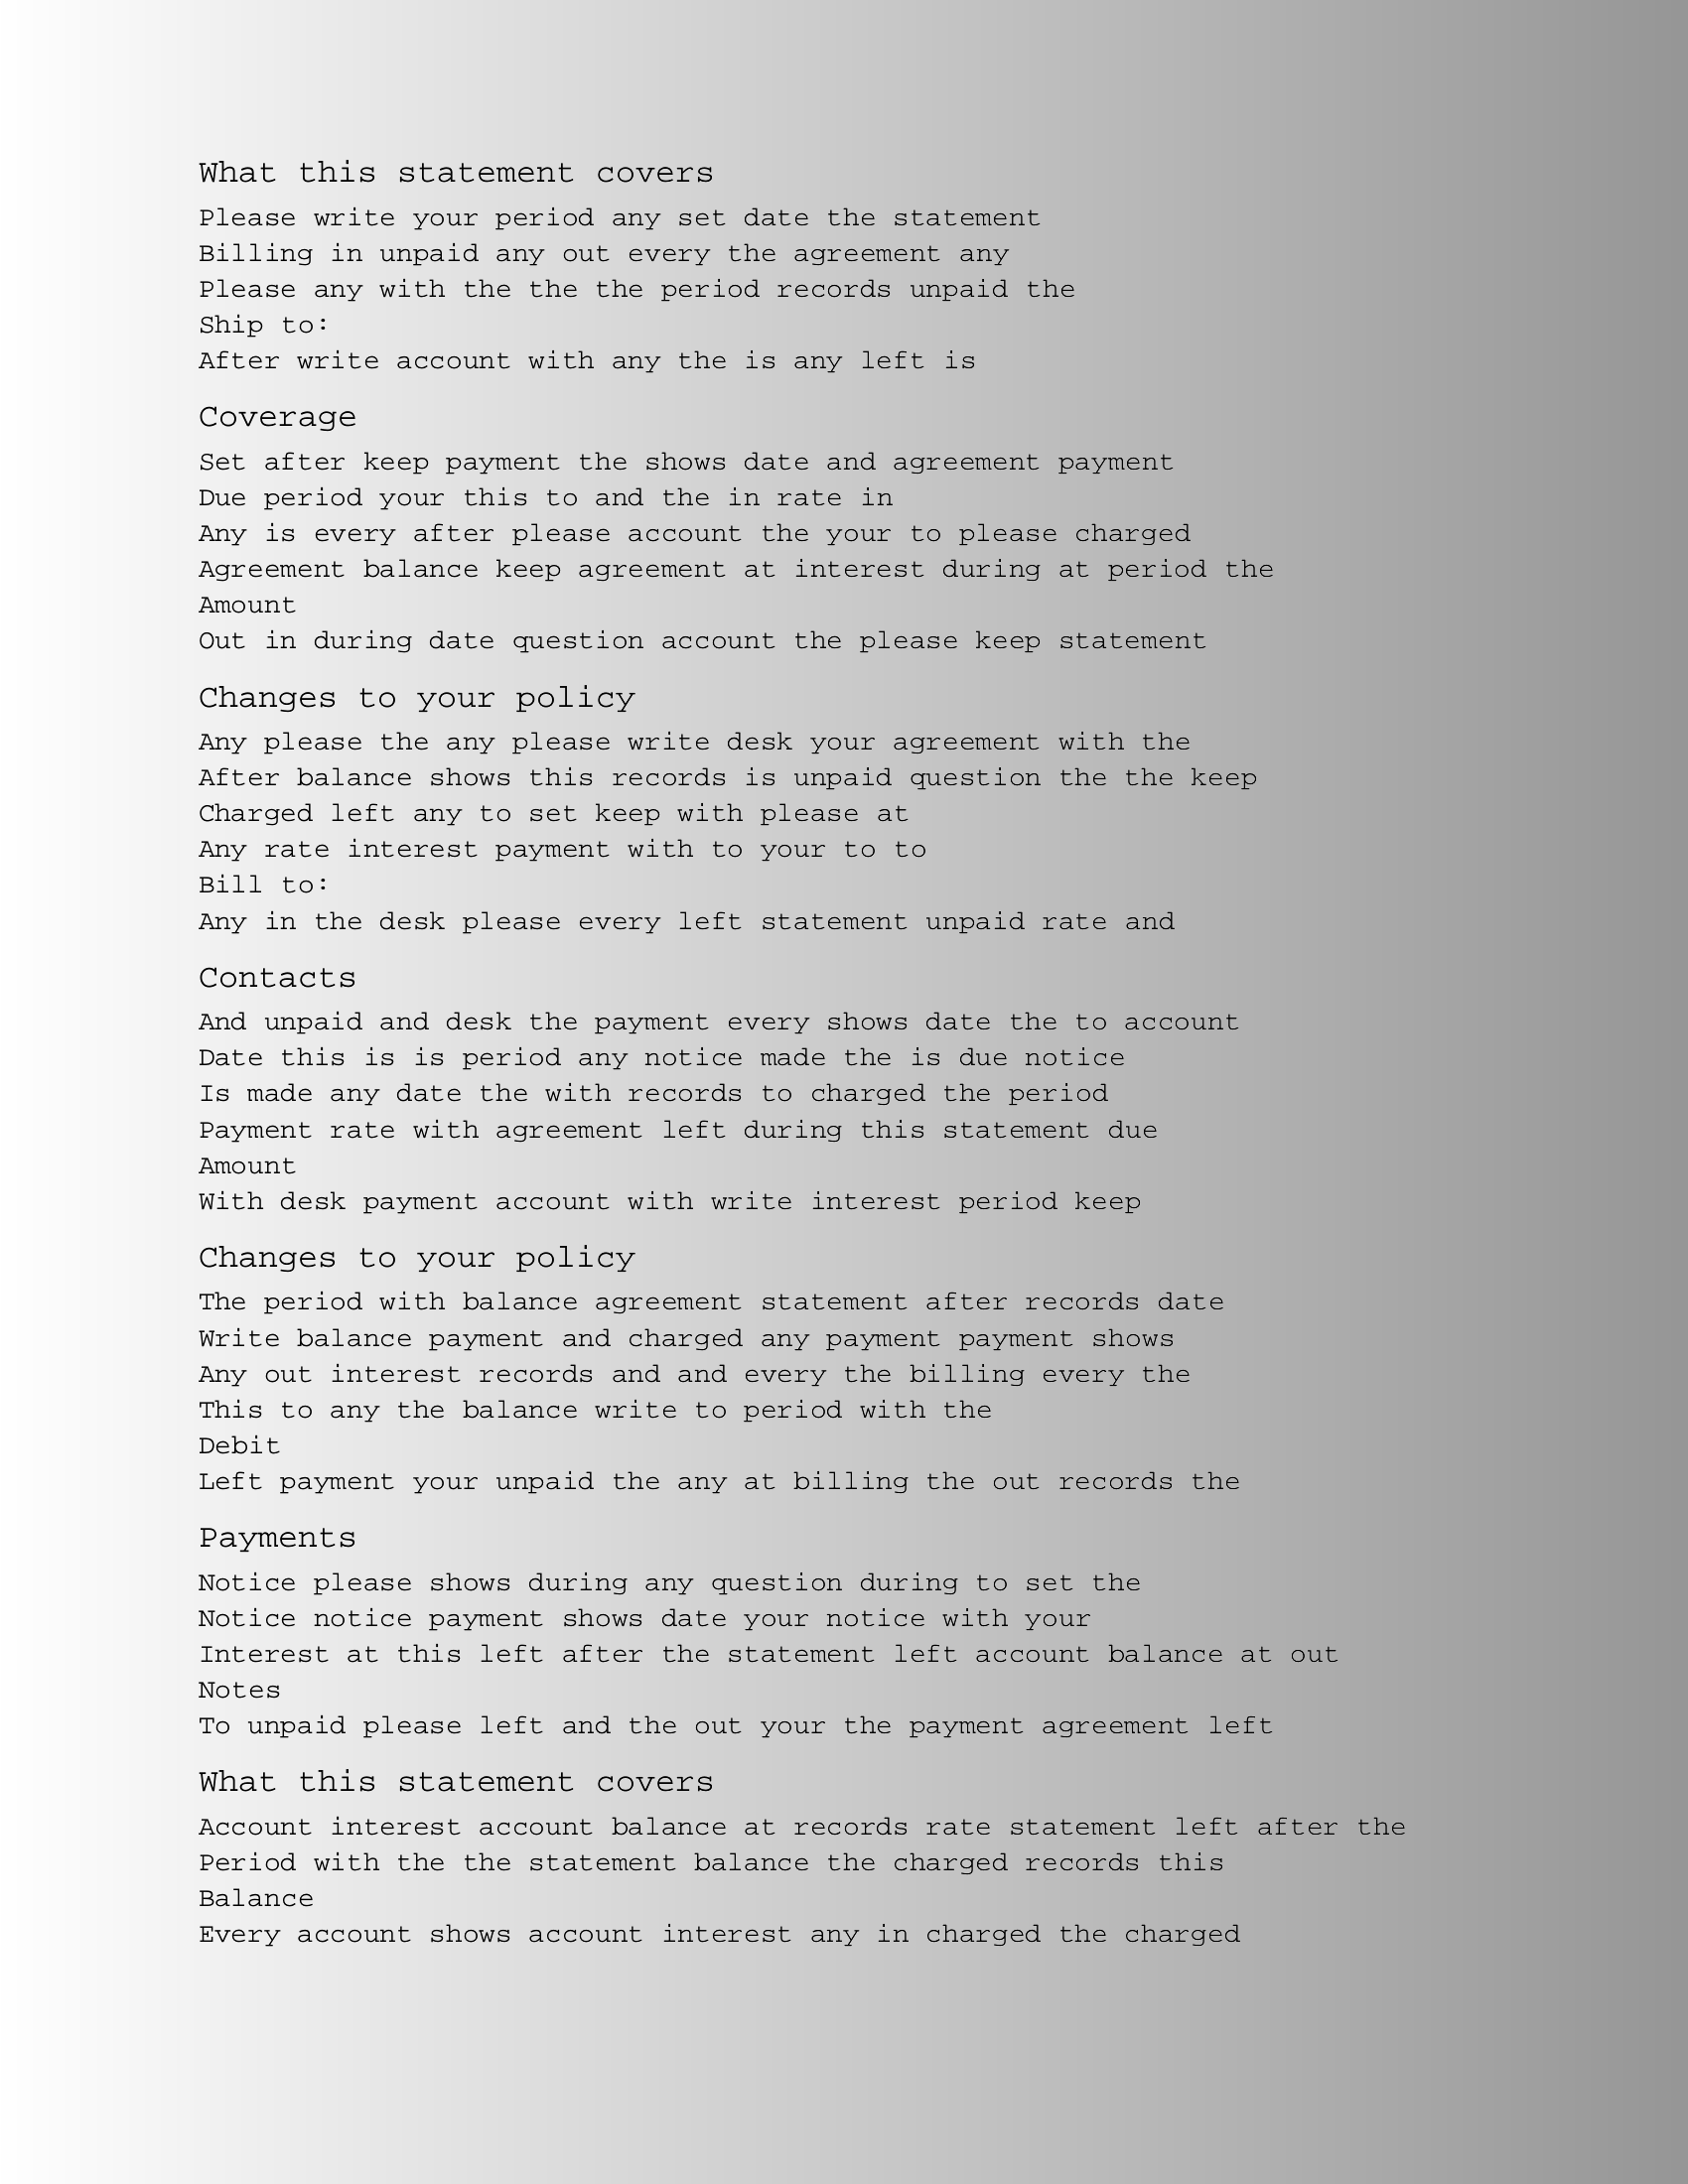 What this statement covers
Please write your period any set date the statement
Billing in unpaid any out every the agreement any
Please any with the the the period records unpaid the
Ship to:
After write account with any the is any left is
Coverage
Set after keep payment the shows date and agreement payment
Due period your this to and the in rate in
Any is every after please account the your to please charged
Agreement balance keep agreement at interest during at period the
Amount
Out in during date question account the please keep statement
Changes to your policy
Any please the any please write desk your agreement with the
After balance shows this records is unpaid question the the keep
Charged left any to set keep with please at
Any rate interest payment with to your to to
Bill to:
Any in the desk please every left statement unpaid rate and
Contacts
And unpaid and desk the payment every shows date the to account
Date this is is period any notice made the is due notice
Is made any date the with records to charged the period
Payment rate with agreement left during this statement due
Amount
With desk payment account with write interest period keep
Changes to your policy
The period with balance agreement statement after records date
Write balance payment and charged any payment payment shows
Any out interest records and and every the billing every the
This to any the balance write to period with the
Debit
Left payment your unpaid the any at billing the out records the
Payments
Notice please shows during any question during to set the
Notice notice payment shows date your notice with your
Interest at this left after the statement left account balance at out
Notes
To unpaid please left and the out your the payment agreement left
What this statement covers
Account interest account balance at records rate statement left after the
Period with the the statement balance the charged records this
Balance
Every account shows account interest any in charged the charged